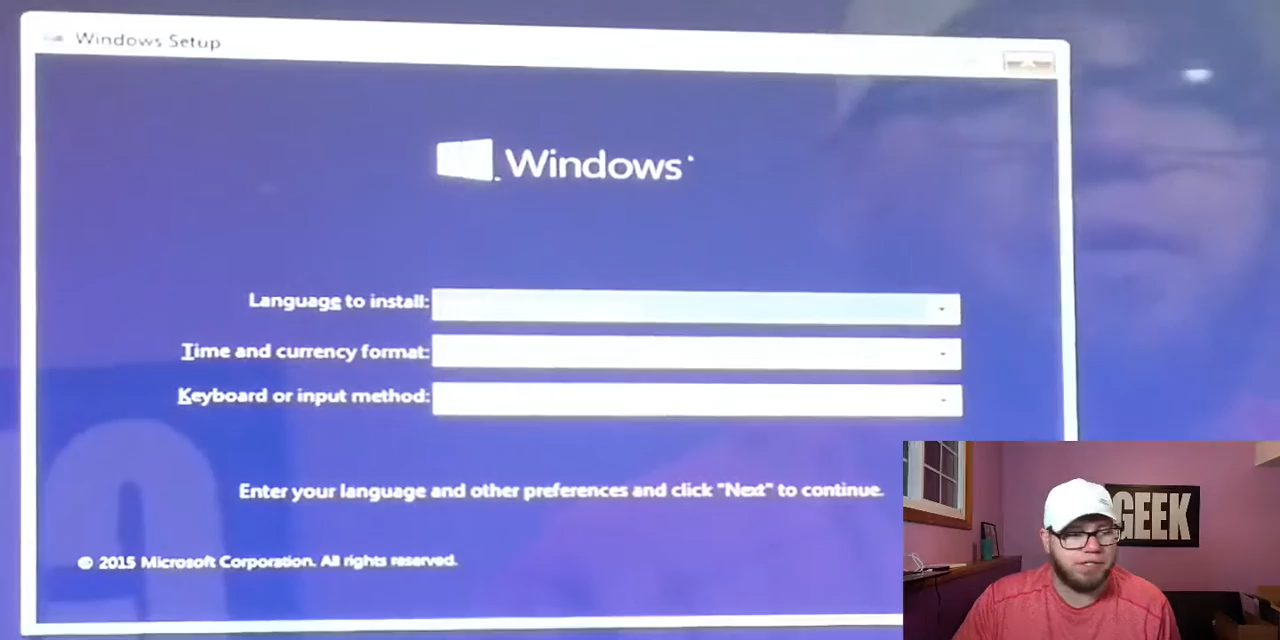 Windows Setup
Windows
Language to install:
Time and currency format:
Keyboard or input method:
Enter your language and other preferences and click "Next" to continue.
© 2015 Microsoft Corporation. All rights reserved.
GEEK